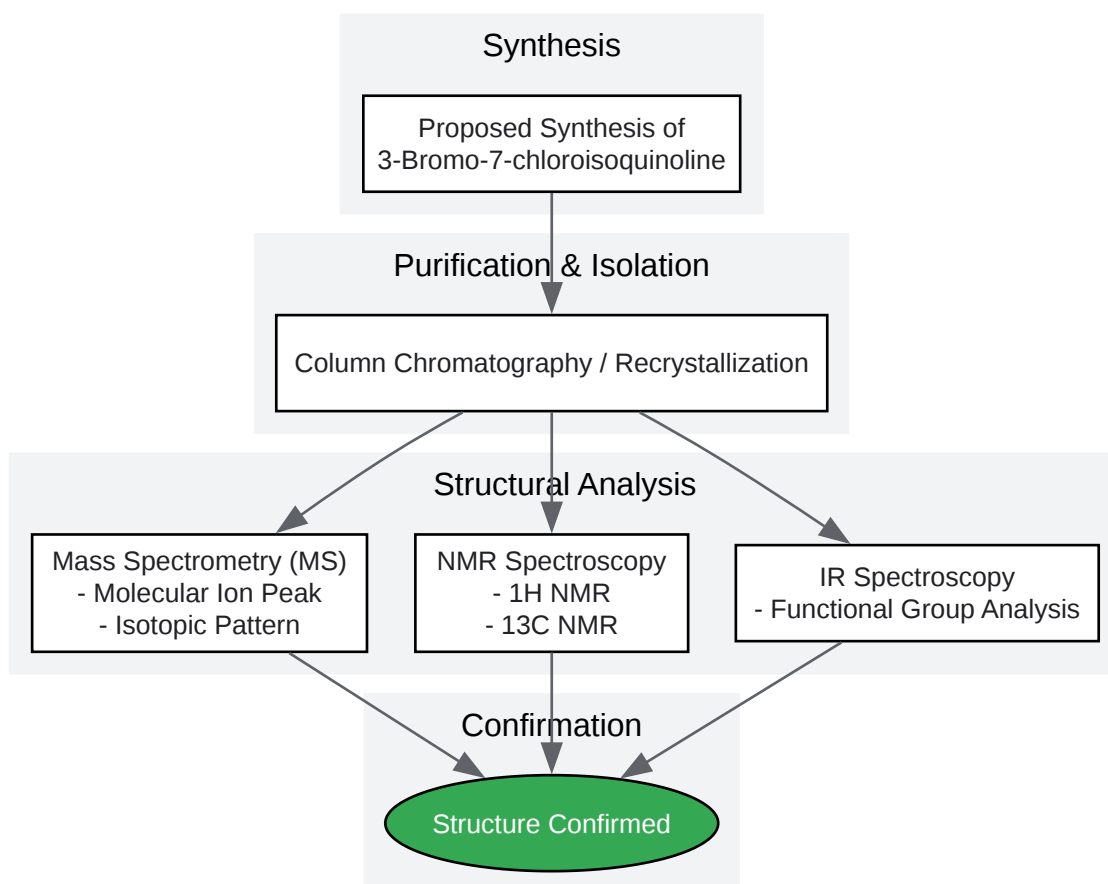 Synthesis
Proposed Synthesis of
3-Bromo-7-chloroisoquinoline
Purification & Isolation
Column Chromatography / Recrystallization
Structural Analysis
Mass Spectrometry (MS)
- Molecular Ion Peak
- Isotopic Pattern
NMR Spectroscopy
- 1H NMR
- 13C NMR
IR Spectroscopy
- Functional Group Analysis
Confirmation
Structure Confirmed